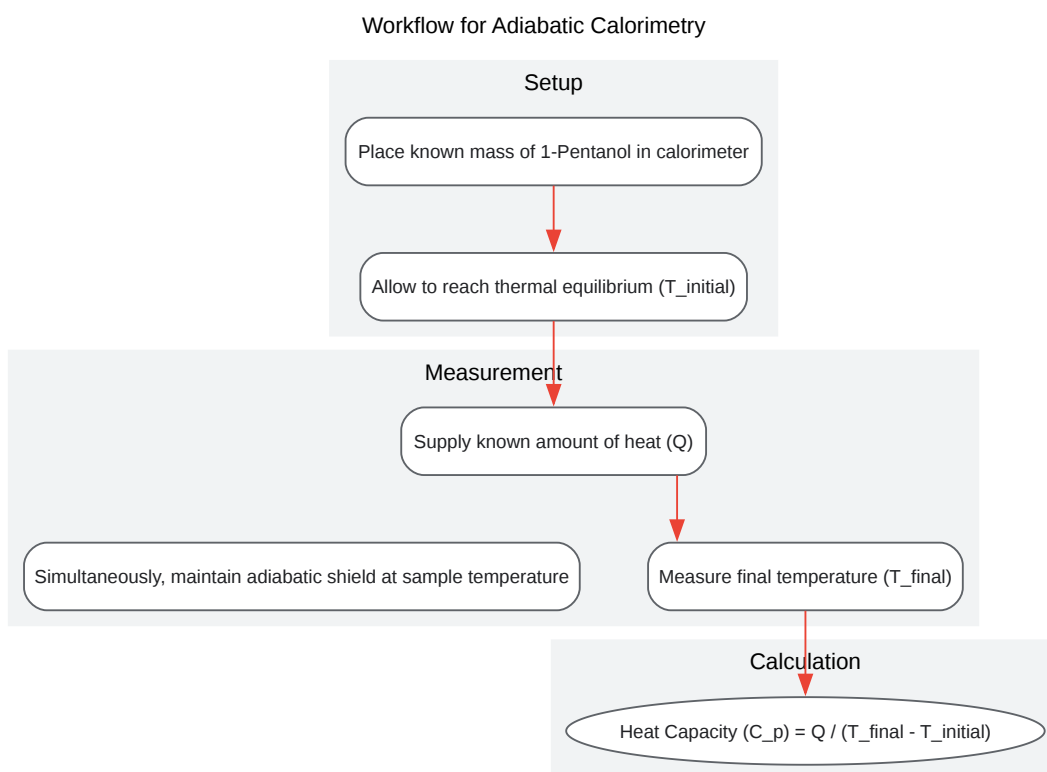 Workflow for Adiabatic Calorimetry
Setup
Place known mass of 1-Pentanol in calorimeter
Allow to reach thermal equilibrium (T_initial)
Measurement
Supply known amount of heat (Q)
Simultaneously, maintain adiabatic shield at sample temperature
Measure final temperature (T_final)
Calculation
Heat Capacity (C_p) = Q / (T_final - T_initial)